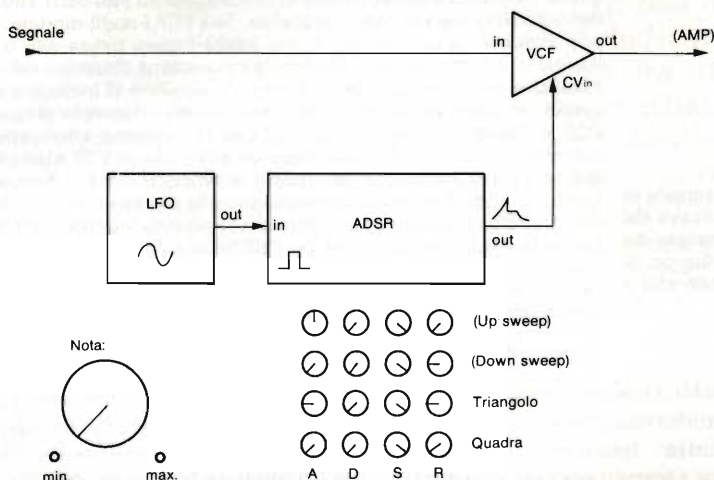 Segnale
in
VCF
out
(AMP)
CVin
LFO
out
in
ADSR
out
(Up sweep)
(Down sweep)
Triangolo
Quadra
A D S R
Nota:
min. max.